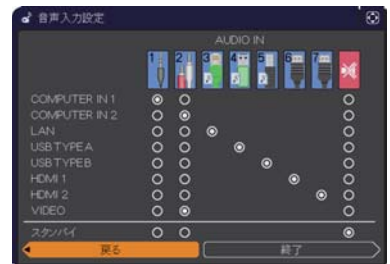 音声入力設定
AUDIO IN
1 2 3 4 5 6 7
COMPUTER IN 1
COMPUTER IN 2
LAN
USB TYPE A
USB TYPE B
HDMI 1
HDMI 2
VIDEO
スタンバイ
戻る 終了